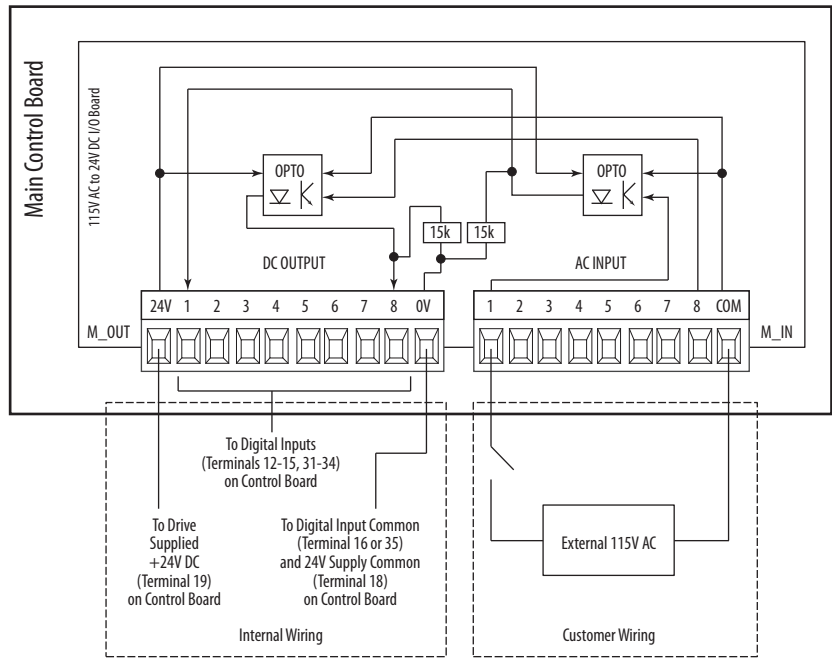 Main Control Board
115V AC to 24V DC I/O Board
OPTO
OPTO
15k
15k
DC OUTPUT
AC INPUT
24V 1 2 3 4 5 6 7 8 0V
1 2 3 4 5 6 7 8 COM
M_OUT
M_IN
To Digital Inputs
(Terminals 12-15, 31-34)
on Control Board
To Drive
Supplied
+24V DC
(Terminal 19)
on Control Board
To Digital Input Common
(Terminal 16 or 35)
and 24V Supply Common
(Terminal 18)
on Control Board
External 115V AC
Internal Wiring
Customer Wiring